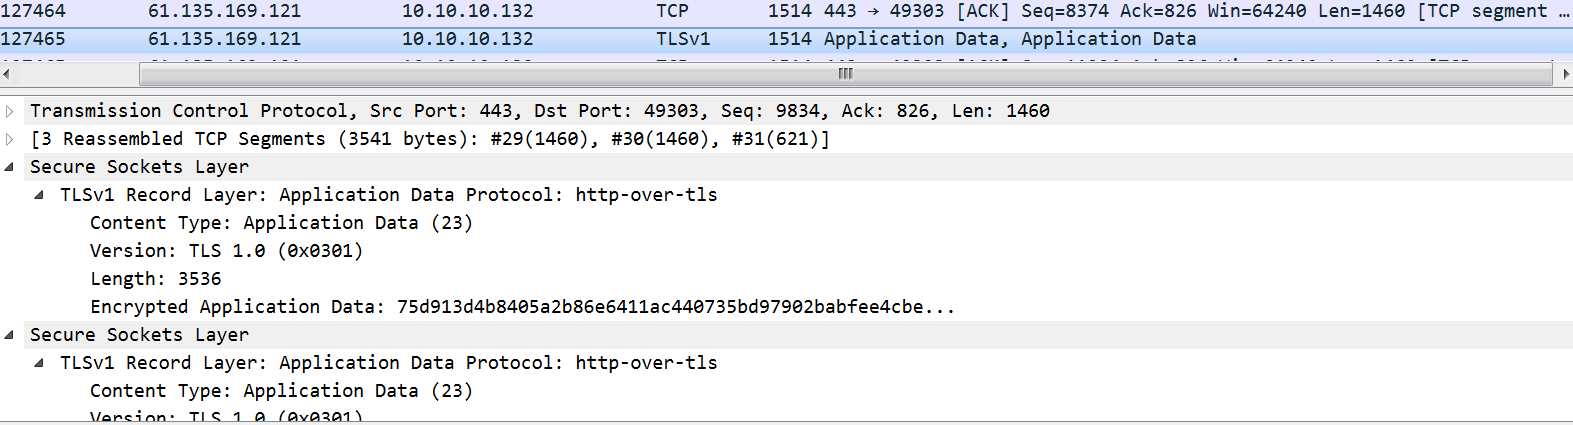 127464 61.135.169.121 10.10.10.132 TCP 1514 443 → 49303 [ACK] Seq=8374 Ack=826 Win=64240 Len=1460 [TCP segment …
127465 61.135.169.121 10.10.10.132 TLSv1 1514 Application Data, Application Data
Transmission Control Protocol, Src Port: 443, Dst Port: 49303, Seq: 9834, Ack: 826, Len: 1460
[3 Reassembled TCP Segments (3541 bytes): #29(1460), #30(1460), #31(621)]
Secure Sockets Layer
TLSv1 Record Layer: Application Data Protocol: http-over-tls
Content Type: Application Data (23)
Version: TLS 1.0 (0x0301)
Length: 3536
Encrypted Application Data: 75d913d4b8405a2b86e6411ac440735bd97902babfee4cbe...
Secure Sockets Layer
TLSv1 Record Layer: Application Data Protocol: http-over-tls
Content Type: Application Data (23)
Version: TLS 1.0 (0x0301)